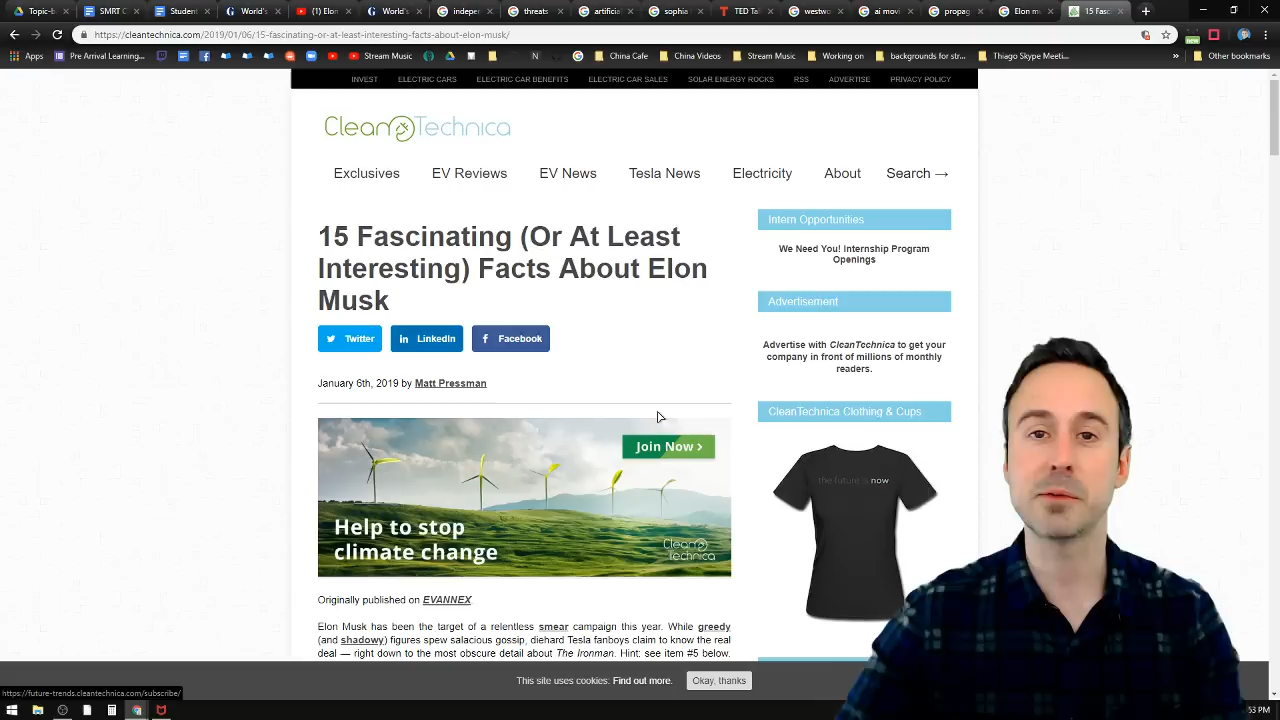 Topic-b
SMRT C
Student
World's
(1) Elon
World's
interes
threats
artificia
sophia
TED Tal
westwo
ai movi
propag
Elon m
15 Fasc
https://cleantechnica.com/2019/01/06/15-fascinating-or-at-least-interesting-facts-about-elon-musk/
new
Apps
Pre Arrival Learning...
Stream Music
China Cafe
China Videos
Stream Music
Working on
backgrounds for str...
Thiago Skype Meeti...
»
Other bookmarks
INVEST ELECTRIC CARS ELECTRIC CAR BENEFITS ELECTRIC CAR SALES SOLAR ENERGY ROCKS RSS ADVERTISE PRIVACY POLICY
CleanTechnica
Exclusives EV Reviews EV News Tesla News Electricity About Search →
15 Fascinating (Or At Least
Interesting) Facts About Elon
Musk
Twitter
LinkedIn
Facebook
January 6th, 2019 by Matt Pressman
Join Now >
Help to stop
climate change
CleanTechnica
Originally published on EVANNEX
Elon Musk has been the target of a relentless smear campaign this year. While greedy
(and shadowy) figures spew salacious gossip, diehard Tesla fanboys claim to know the real
deal — right down to the most obscure detail about The Ironman. Hint: see item #5 below.
Intern Opportunities
We Need You! Internship Program
Openings
Advertisement
Advertise with CleanTechnica to get your
company in front of millions of monthly
readers.
CleanTechnica Clothing & Cups
the future is now
This site uses cookies: Find out more.
Okay, thanks
https://future-trends.cleantechnica.com/subscribe/
53 PM